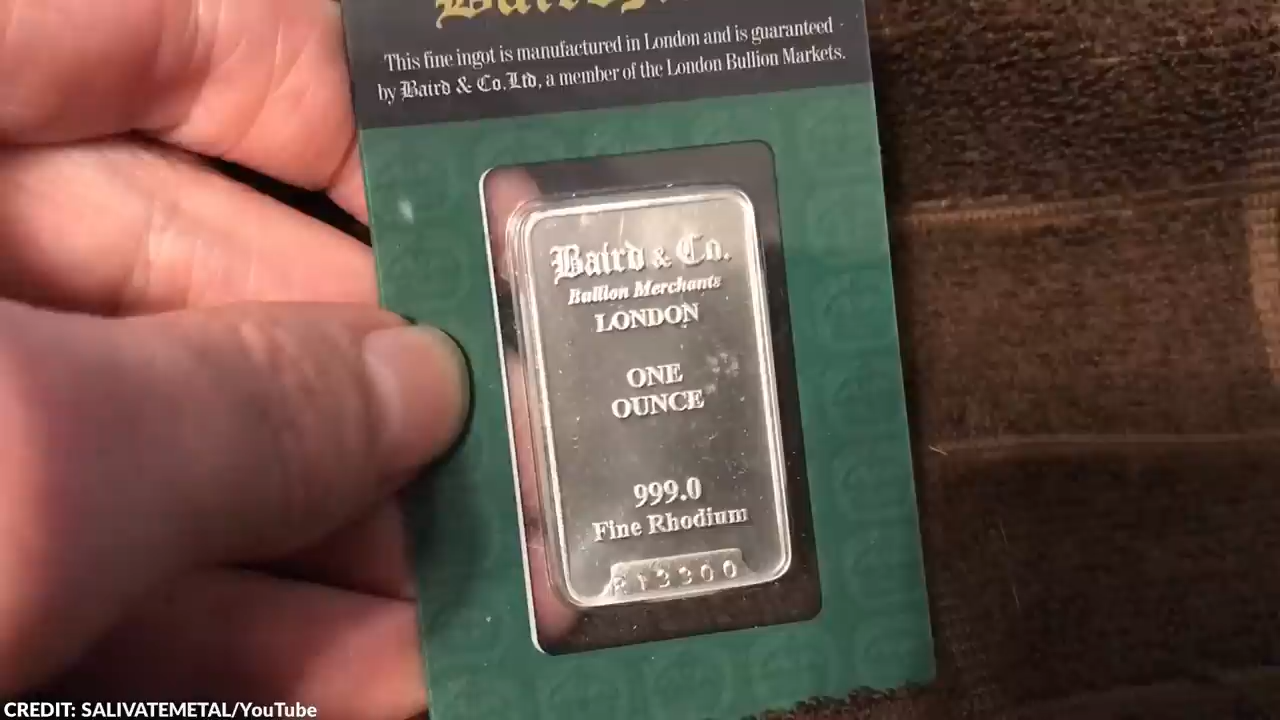 This fine ingot is manufactured in London and is guaranteed
by Baird & Co. Ltd, a member of the London Bullion Markets.
Baird & Co.
Bullion Merchants
LONDON
ONE
OUNCE
999.0
Fine Rhodium
CREDIT: SALIVATEMETAL/YouTube